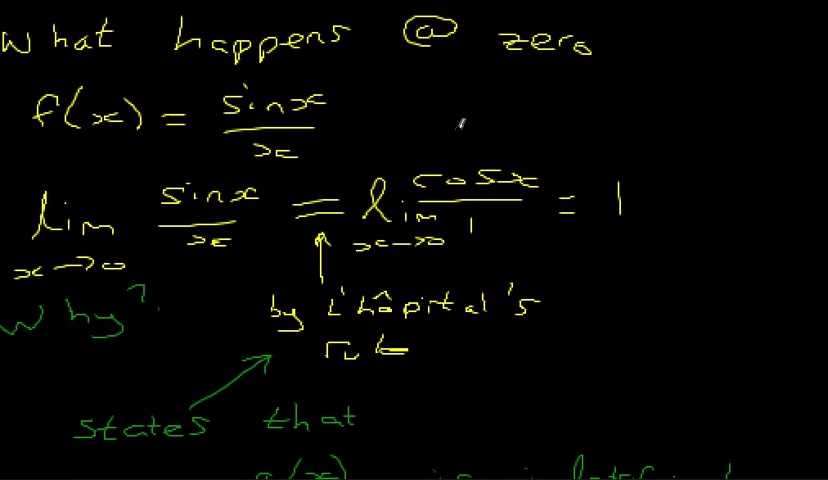 What happens @ zero
f(x) = sinx/x
lim x→0 sinx/x = lim x→0 cosx/1 = 1
Why?
by L'hôpital's
rule
states that